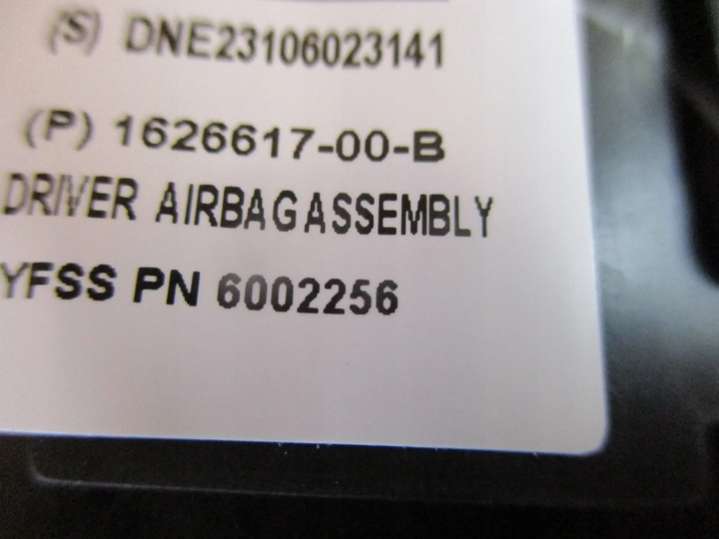 (S) DNE23106023141
(P) 1626617-00-B
DRIVER AIRBAG ASSEMBLY
YFSS PN 6002256